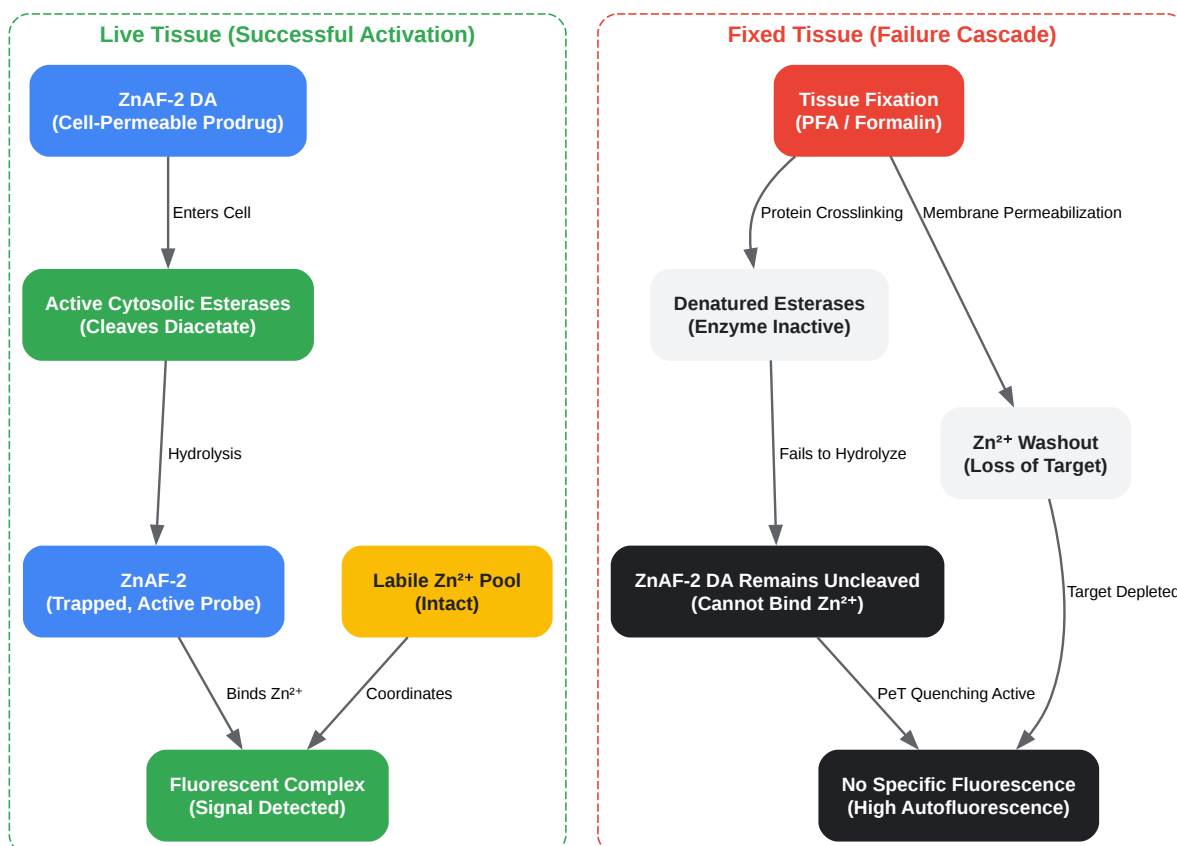 Live Tissue (Successful Activation)
ZnAF-2 DA
(Cell-Permeable Prodrug)
Enters Cell
Active Cytosolic Esterases
(Cleaves Diacetate)
Hydrolysis
ZnAF-2
(Trapped, Active Probe)
Labile Zn²⁺ Pool
(Intact)
Binds Zn²⁺
Coordinates
Fluorescent Complex
(Signal Detected)
Fixed Tissue (Failure Cascade)
Tissue Fixation
(PFA / Formalin)
Protein Crosslinking
Membrane Permeabilization
Denatured Esterases
(Enzyme Inactive)
Zn²⁺ Washout
(Loss of Target)
Fails to Hydrolyze
ZnAF-2 DA Remains Uncleaved
(Cannot Bind Zn²⁺)
Target Depleted
PeT Quenching Active
No Specific Fluorescence
(High Autofluorescence)